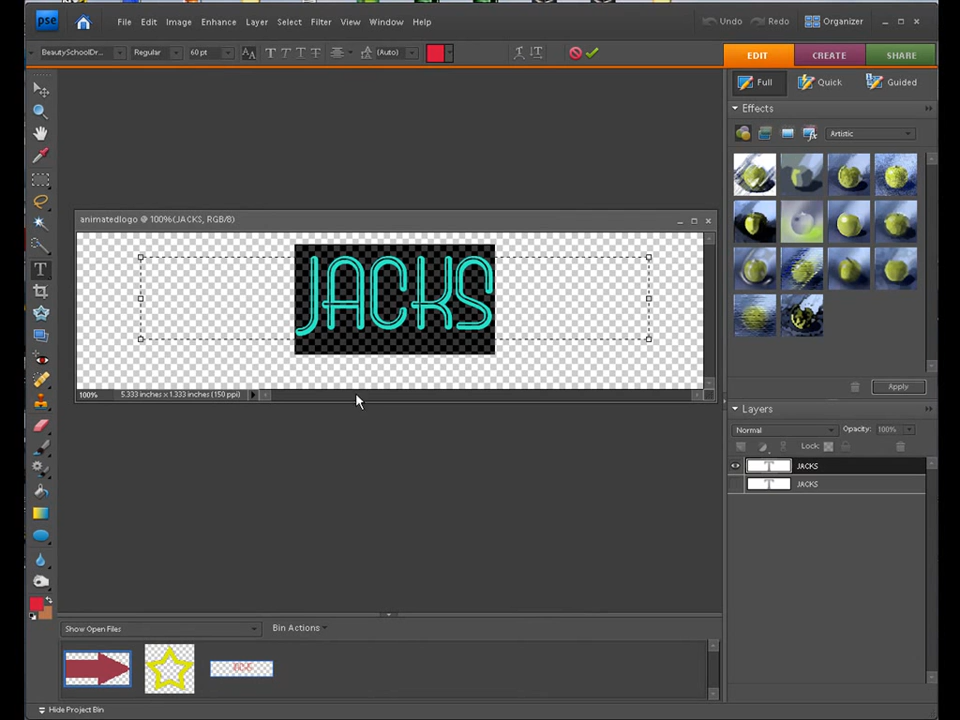 pse File Edit Image Enhance Layer Select Filter View Window Help Undo Redo Organizer
BeautySchoolDr... Regular 60 pt AA (Auto) EDIT CREATE SHARE
Full Quick Guided
Effects
Artistic
animatedlogo @ 100%(JACKS, RGB/8)
JACKS
100% 5.333 inches x 1.333 inches (150 ppi)
Apply
Layers
Normal Opacity: 100%
Lock:
JACKS
JACKS
Show Open Files Bin Actions
JACKS
Hide Project Bin